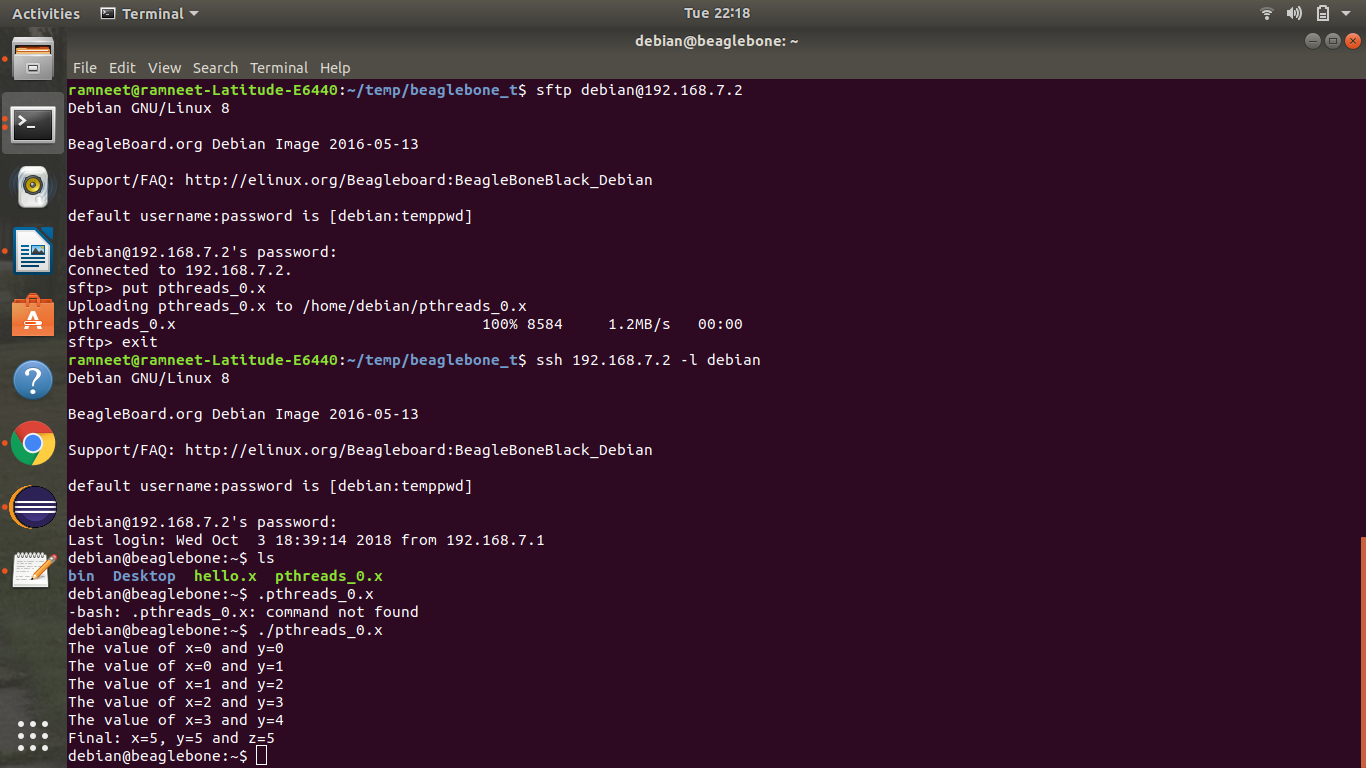 Activities Terminal Tue 22:18
debian@beaglebone: ~
File Edit View Search Terminal Help
ramneet@ramneet-Latitude-E6440:~/temp/beaglebone_t$ sftp debian@192.168.7.2
Debian GNU/Linux 8
BeagleBoard.org Debian Image 2016-05-13
Support/FAQ: http://elinux.org/Beagleboard:BeagleBoneBlack_Debian
default username:password is [debian:temppwd]
debian@192.168.7.2's password:
Connected to 192.168.7.2.
sftp> put pthreads_0.x
Uploading pthreads_0.x to /home/debian/pthreads_0.x
pthreads_0.x 100% 8584 1.2MB/s 00:00
sftp> exit
ramneet@ramneet-Latitude-E6440:~/temp/beaglebone_t$ ssh 192.168.7.2 -l debian
Debian GNU/Linux 8
BeagleBoard.org Debian Image 2016-05-13
Support/FAQ: http://elinux.org/Beagleboard:BeagleBoneBlack_Debian
default username:password is [debian:temppwd]
debian@192.168.7.2's password:
Last login: Wed Oct  3 18:39:14 2018 from 192.168.7.1
debian@beaglebone:~$ ls
bin  Desktop  hello.x  pthreads_0.x
debian@beaglebone:~$ .pthreads_0.x
-bash: .pthreads_0.x: command not found
debian@beaglebone:~$ ./pthreads_0.x
The value of x=0 and y=0
The value of x=0 and y=1
The value of x=1 and y=2
The value of x=2 and y=3
The value of x=3 and y=4
Final: x=5, y=5 and z=5
debian@beaglebone:~$